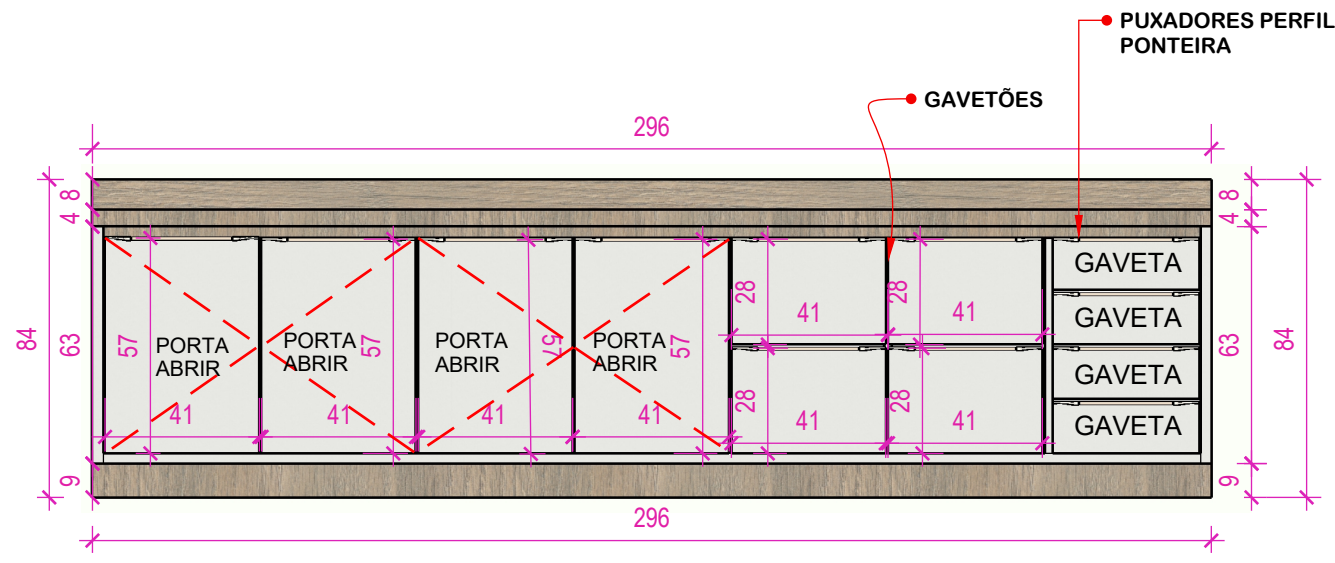 PUXADORES PERFIL
PONTEIRA
GAVETÕES
296
8
4
84
63
9
57
PORTA
ABRIR
41
PORTA
ABRIR
57
41
PORTA
ABRIR
57
41
PORTA
ABRIR
57
41
28
41
28
41
28
41
28
41
GAVETA
GAVETA
GAVETA
GAVETA
8
4
63
84
9
296